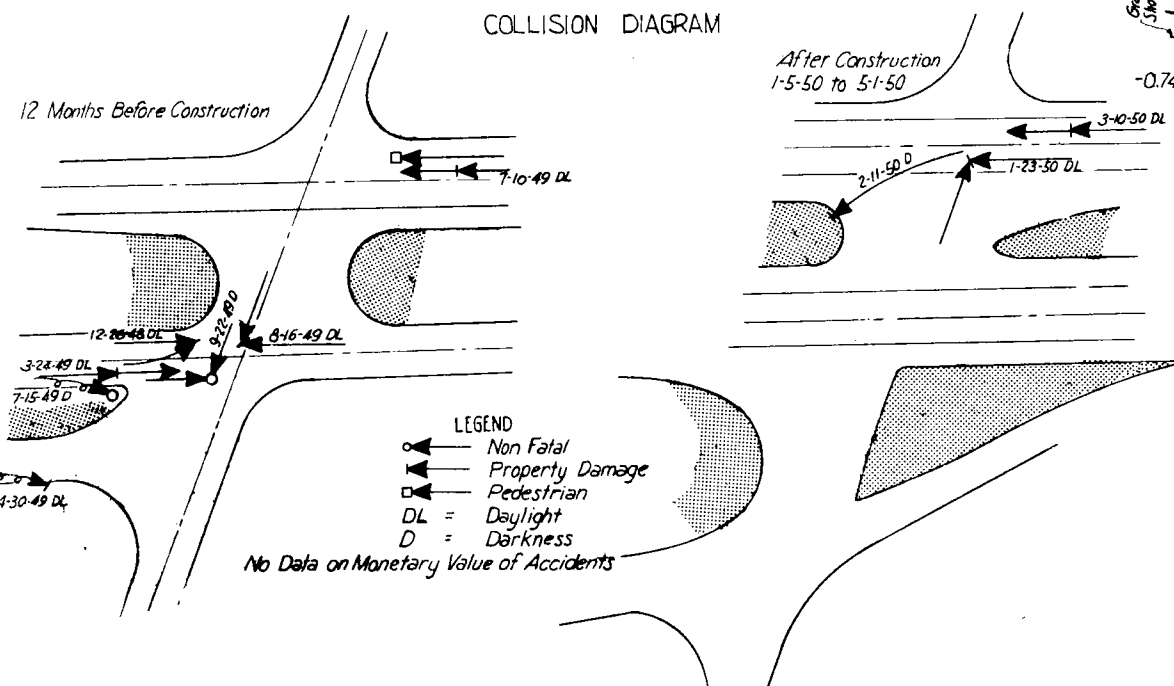 COLLISION DIAGRAM
12 Months Before Construction
7-10-49 DL
12-28-48 DL
9-22-49 D
8-16-49 DL
3-24-49 DL
7-15-49 D
4-30-49 DL
LEGEND
Non Fatal
Property Damage
Pedestrian
DL = Daylight
D = Darkness
No Data on Monetary Value of Accidents
After Construction
1-5-50 to 5-1-50
3-10-50 DL
2-11-50 D
1-23-50 DL
-0.74